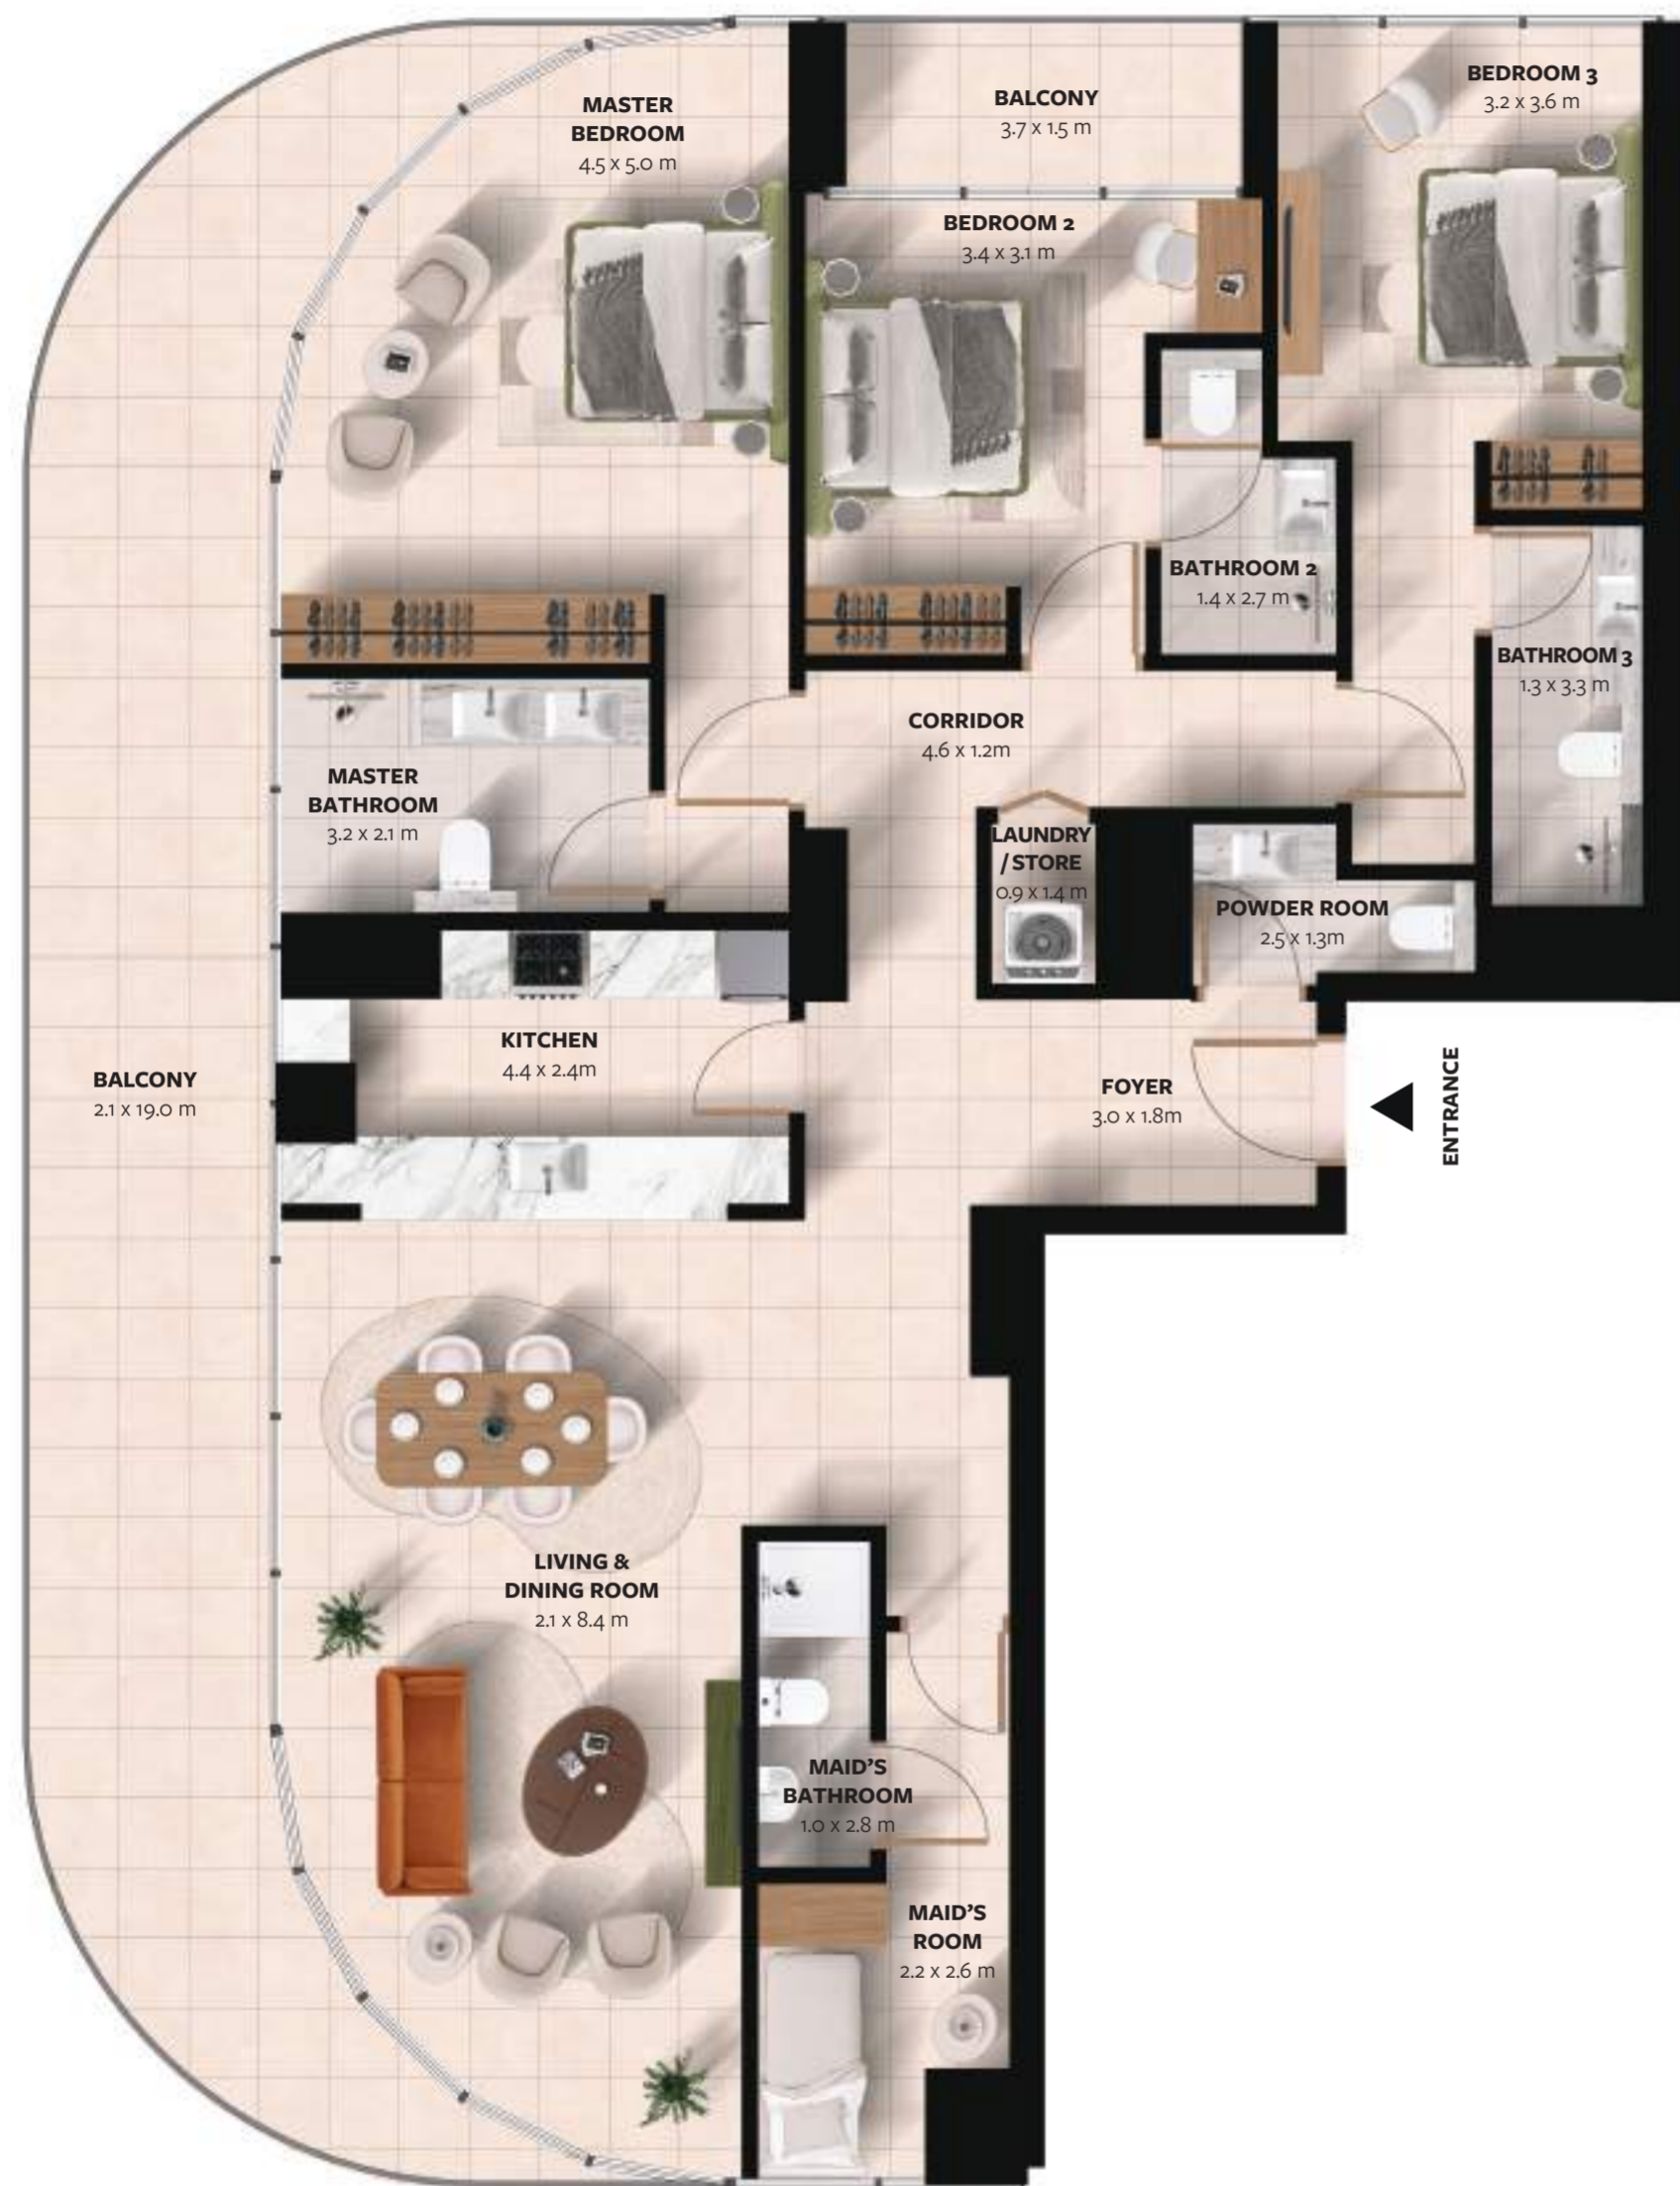 MASTER
BEDROOM
4.5 x 5.0 m
BALCONY
3.7 x 1.5 m
BEDROOM 3
3.2 x 3.6 m
BEDROOM 2
3.4 x 3.1 m
BATHROOM 2
1.4 x 2.7 m
BATHROOM 3
1.3 x 3.3 m
CORRIDOR
4.6 x 1.2m
MASTER
BATHROOM
3.2 x 2.1 m
LAUNDRY
/ STORE
0.9 x 1.4 m
POWDER ROOM
2.5 x 1.3m
KITCHEN
4.4 x 2.4m
BALCONY
2.1 x 19.0 m
FOYER
3.0 x 1.8m
ENTRANCE
LIVING &
DINING ROOM
2.1 x 8.4 m
MAID'S
BATHROOM
1.0 x 2.8 m
MAID'S
ROOM
2.2 x 2.6 m